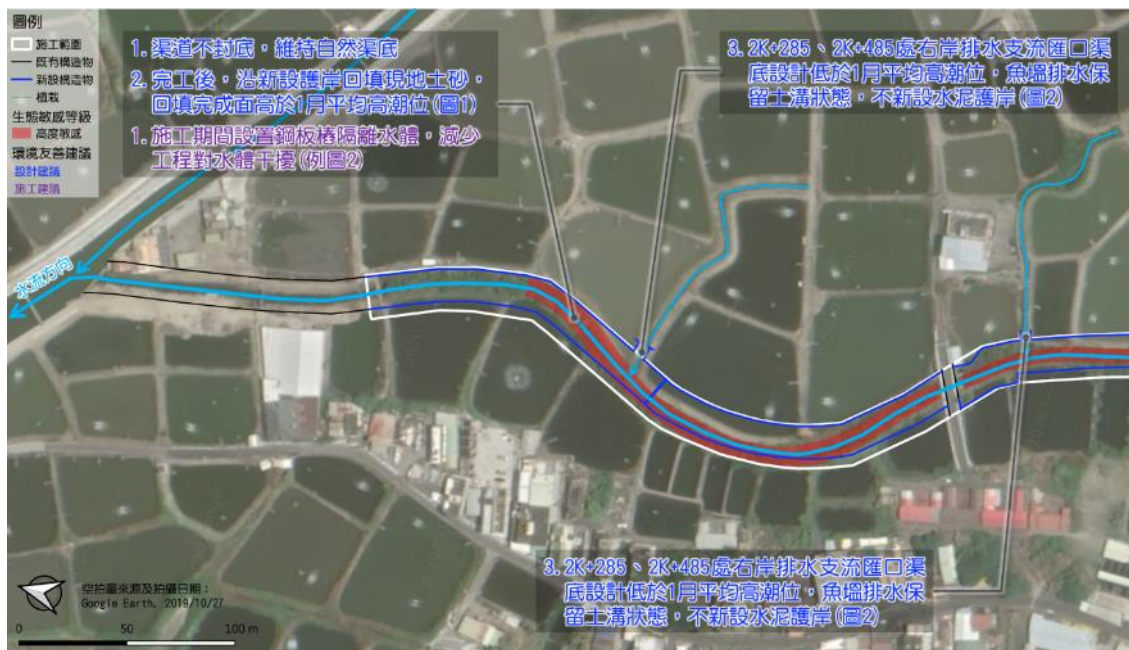 圖例
施工範圍
既有構造物
新設構造物
植栽
生態敏感等級
高度敏感
環境友善建議
設計建議
施工建議
1. 渠道不封底，維持自然渠底
2. 完工後，沿新設護岸回填現地土砂，
回填完成面高於1月平均高潮位(圖1)
1. 施工期間設置鋼板樁隔離水體，減少
工程對水體干擾(例圖2)
3. 2K+285、2K+485處右岸排水支流匯口渠
底設計低於1月平均高潮位，魚塭排水保
留土溝狀態，不新設水泥護岸(圖2)
水流方向
3. 2K+285、2K+485處右岸排水支流匯口渠
底設計低於1月平均高潮位，魚塭排水保
留土溝狀態，不新設水泥護岸(圖2)
空拍圖來源及拍攝日期：
Google Earth, 2019/10/27
0 50 100 m